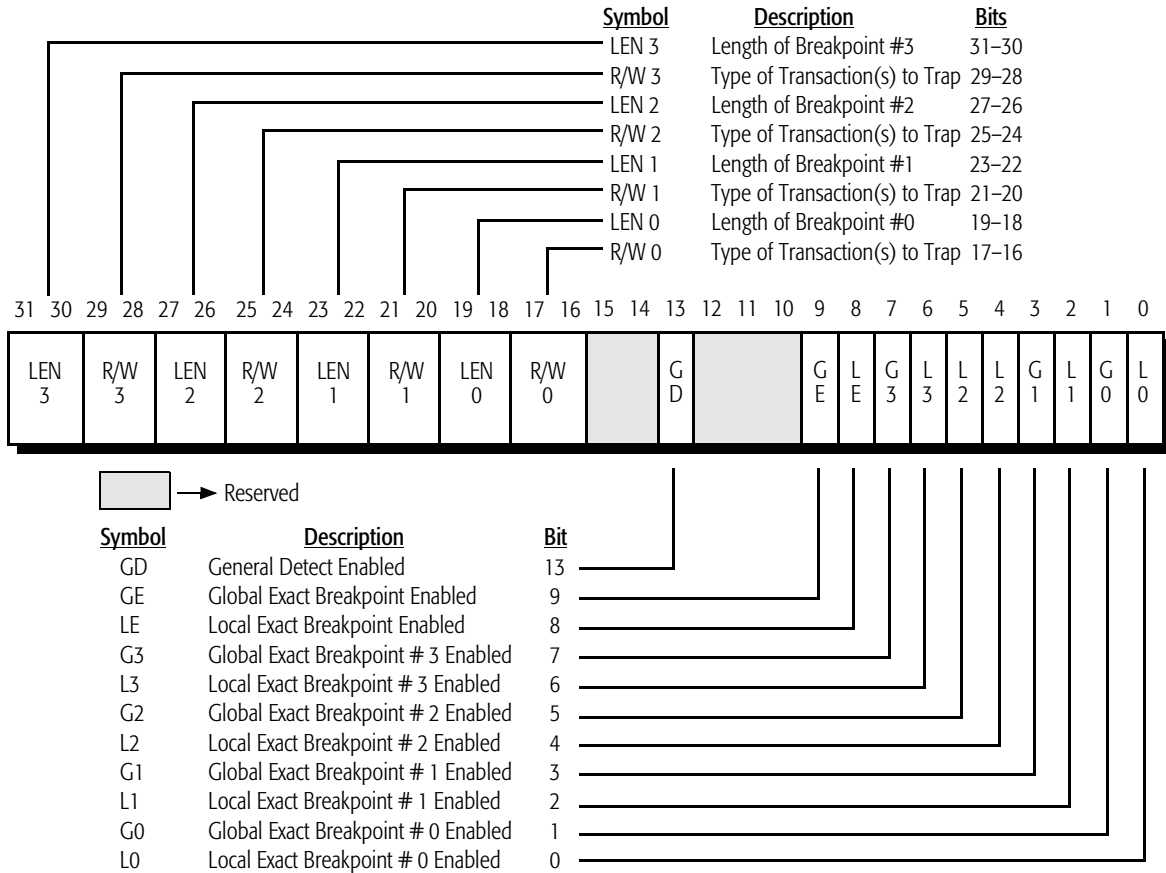 Symbol Description Bits
LEN 3 Length of Breakpoint #3 31–30
R/W 3 Type of Transaction(s) to Trap 29–28
LEN 2 Length of Breakpoint #2 27–26
R/W 2 Type of Transaction(s) to Trap 25–24
LEN 1 Length of Breakpoint #1 23–22
R/W 1 Type of Transaction(s) to Trap 21–20
LEN 0 Length of Breakpoint #0 19–18
R/W 0 Type of Transaction(s) to Trap 17–16
31 30 29 28 27 26 25 24 23 22 21 20 19 18 17 16 15 14 13 12 11 10 9 8 7 6 5 4 3 2 1 0
LEN R/W LEN R/W LEN R/W LEN R/W G G L G L L L G L G L
3 3 2 2 1 1 0 0 D E E 3 3 2 2 1 1 0 0
Reserved
Symbol Description Bit
GD General Detect Enabled 13
GE Global Exact Breakpoint Enabled 9
LE Local Exact Breakpoint Enabled 8
G3 Global Exact Breakpoint # 3 Enabled 7
L3 Local Exact Breakpoint # 3 Enabled 6
G2 Global Exact Breakpoint # 2 Enabled 5
L2 Local Exact Breakpoint # 2 Enabled 4
G1 Global Exact Breakpoint # 1 Enabled 3
L1 Local Exact Breakpoint # 1 Enabled 2
G0 Global Exact Breakpoint # 0 Enabled 1
L0 Local Exact Breakpoint # 0 Enabled 0